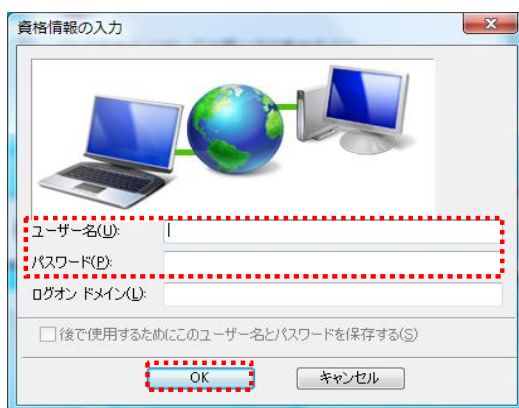 資格情報の入力
ユーザー名(U):
パスワード(P):
ログオン ドメイン(L):
後で使用するためにこのユーザー名とパスワードを保存する(S)
OK キャンセル